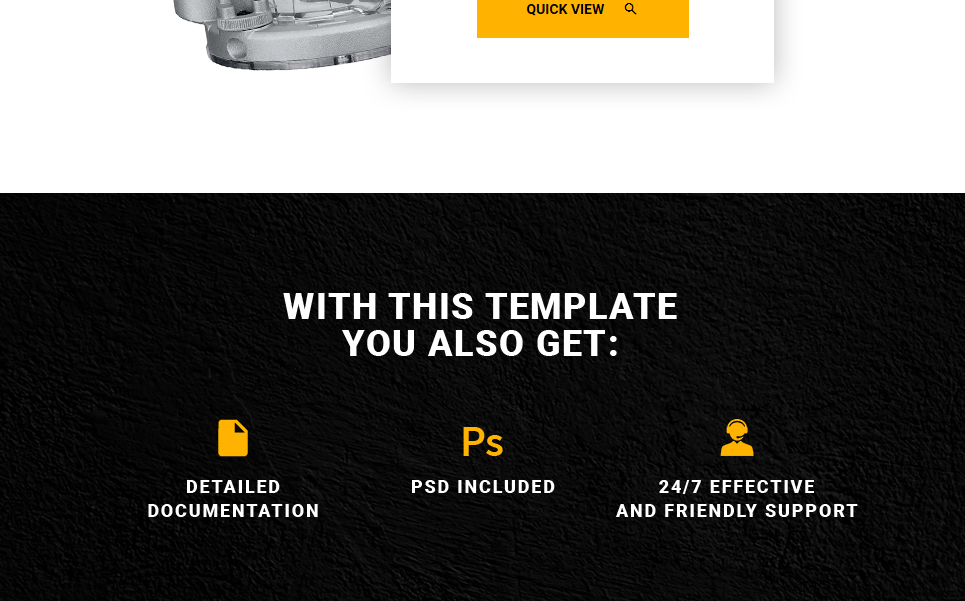 QUICK VIEW
WITH THIS TEMPLATE
YOU ALSO GET:
Ps
DETAILED
DOCUMENTATION
PSD INCLUDED
24/7 EFFECTIVE
AND FRIENDLY SUPPORT